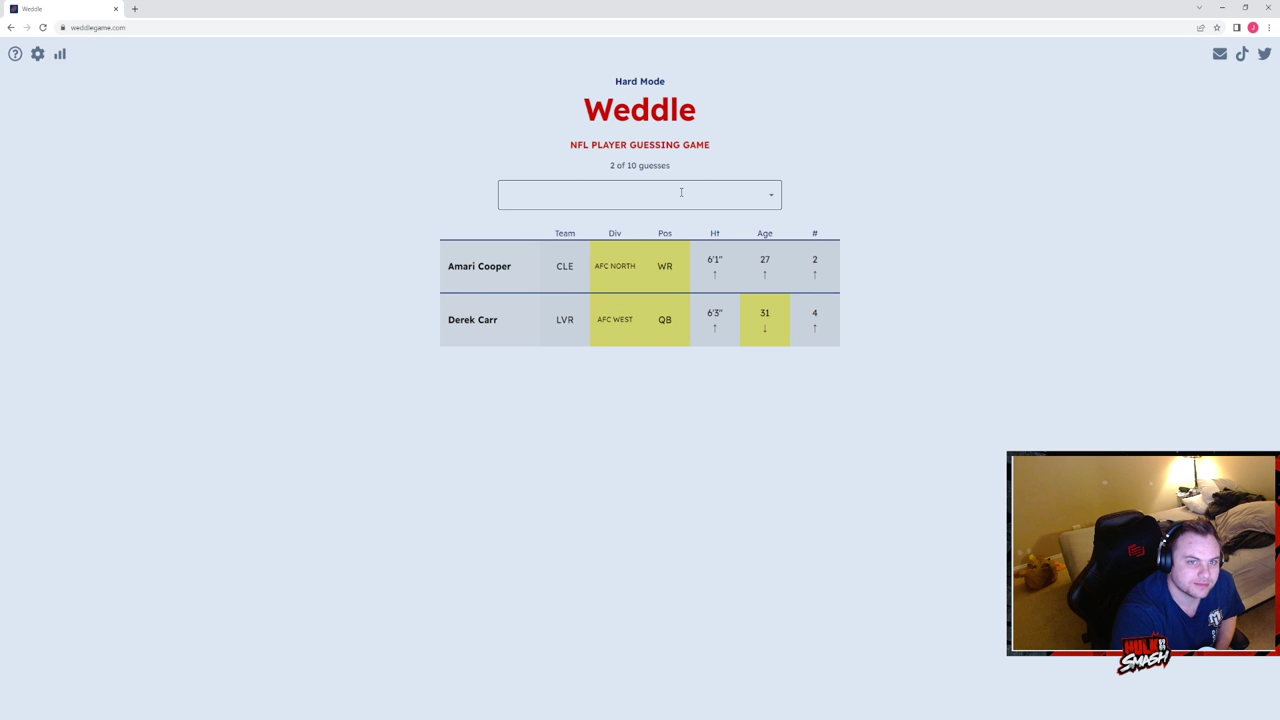 Weddle
weddlegame.com
J
Hard Mode
Weddle
NFL PLAYER GUESSING GAME
2 of 10 guesses
Team Div Pos Ht Age #
Amari Cooper CLE AFC NORTH WR 6'1" ↑ 27 ↑ 2 ↑
Derek Carr LVR AFC WEST QB 6'3" ↑ 31 ↓ 4 ↑
HULK
SMASH